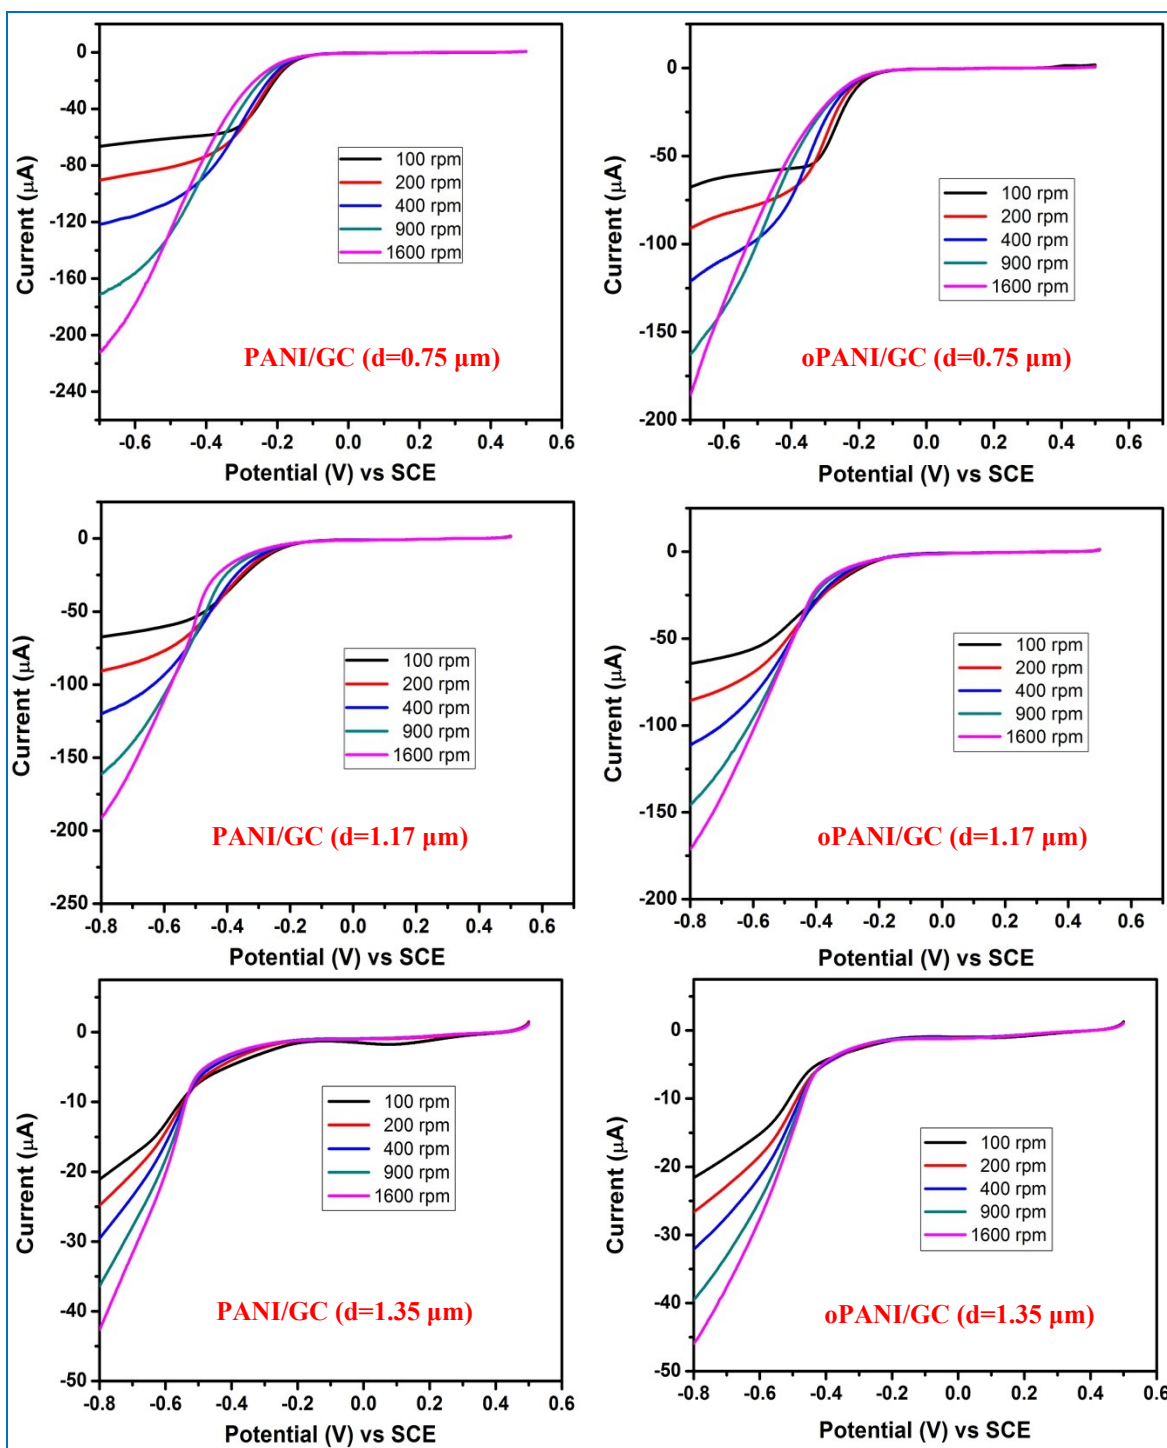 0
-40
-80
-120
-160
-200
-240
Current (µA)
100 rpm
200 rpm
400 rpm
900 rpm
1600 rpm
PANI/GC (d=0.75 µm)
-0.6 -0.4 -0.2 0.0 0.2 0.4 0.6
Potential (V) vs SCE
0
-50
-100
-150
-200
Current (µA)
100 rpm
200 rpm
400 rpm
900 rpm
1600 rpm
oPANI/GC (d=0.75 µm)
-0.6 -0.4 -0.2 0.0 0.2 0.4 0.6
Potential (V) vs SCE
0
-50
-100
-150
-200
-250
Current (µA)
100 rpm
200 rpm
400 rpm
900 rpm
1600 rpm
PANI/GC (d=1.17 µm)
-0.8 -0.6 -0.4 -0.2 0.0 0.2 0.4 0.6
Potential (V) vs SCE
0
-50
-100
-150
-200
Current (µA)
100 rpm
200 rpm
400 rpm
900 rpm
1600 rpm
oPANI/GC (d=1.17 µm)
-0.8 -0.6 -0.4 -0.2 0.0 0.2 0.4 0.6
Potential (V) vs SCE
0
-10
-20
-30
-40
-50
Current (µA)
100 rpm
200 rpm
400 rpm
900 rpm
1600 rpm
PANI/GC (d=1.35 µm)
-0.8 -0.6 -0.4 -0.2 0.0 0.2 0.4 0.6
Potential (V) vs SCE
0
-10
-20
-30
-40
-50
Current (µA)
100 rpm
200 rpm
400 rpm
900 rpm
1600 rpm
oPANI/GC (d=1.35 µm)
-0.8 -0.6 -0.4 -0.2 0.0 0.2 0.4 0.6
Potential (V) vs SCE